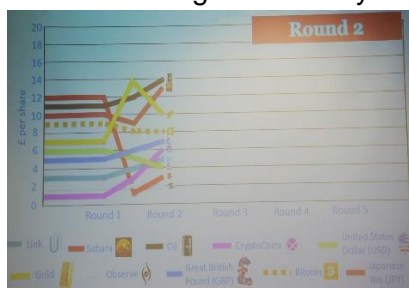 Round 2
20
18
16
14
12
10
8
6
4
2
0
£ per share
Round 1
Round 2
Round 3
Round 4
Round 5
Link
Sahara
Oil
CryptoCoins
United States
Dollar (USD)
Gold
Observe
Great British
Pound (GBP)
£
Bitcoin
Japanese
Yen (JPY)